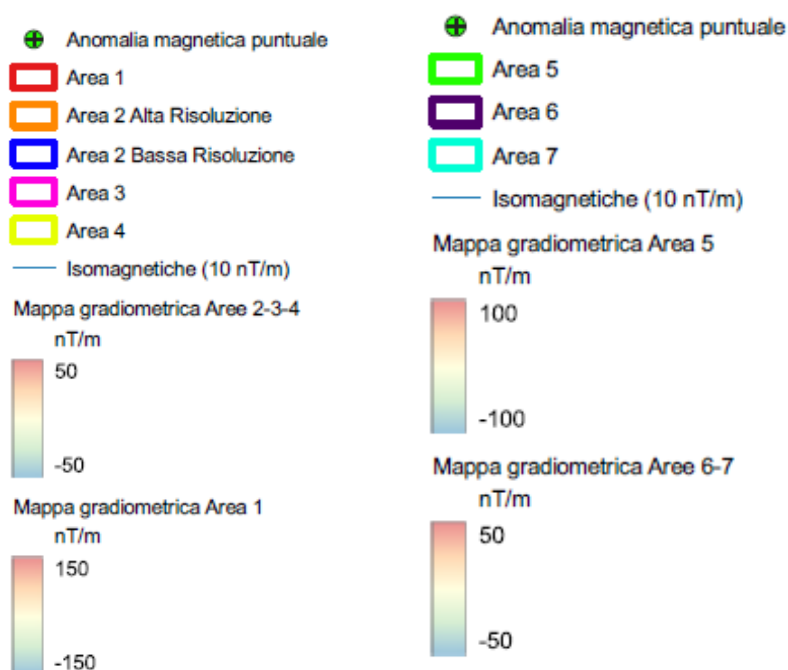 Anomalia magnetica puntuale
Area 1
Area 2 Alta Risoluzione
Area 2 Bassa Risoluzione
Area 3
Area 4
Isomagnetiche (10 nT/m)
Mappa gradiometrica Aree 2-3-4
nT/m
50
-50
Mappa gradiometrica Area 1
nT/m
150
-150
Anomalia magnetica puntuale
Area 5
Area 6
Area 7
Isomagnetiche (10 nT/m)
Mappa gradiometrica Area 5
nT/m
100
-100
Mappa gradiometrica Aree 6-7
nT/m
50
-50